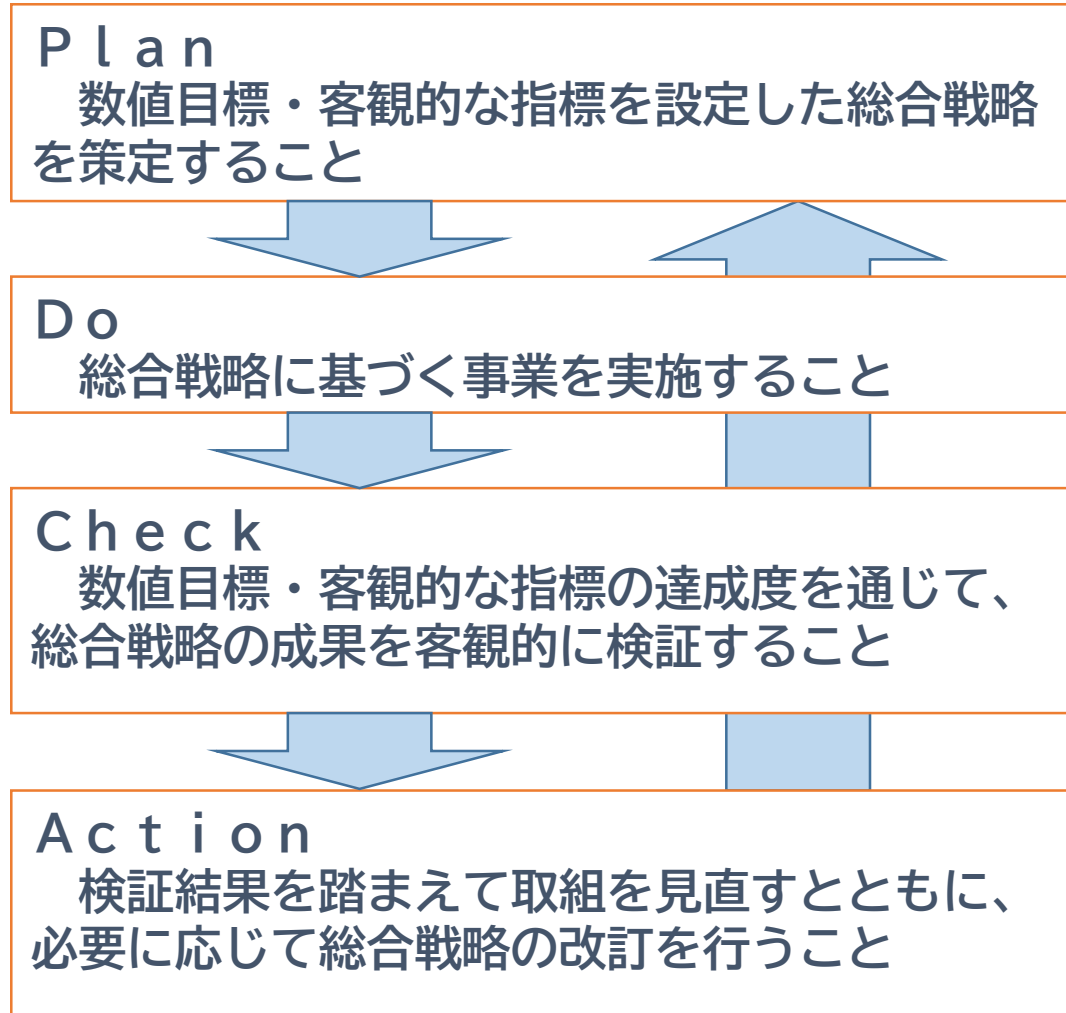 Ｐｌａｎ
　数値目標・客観的な指標を設定した総合戦略
を策定すること
Ｄｏ
　総合戦略に基づく事業を実施すること
Ｃｈｅｃｋ
　数値目標・客観的な指標の達成度を通じて、
総合戦略の成果を客観的に検証すること
Ａｃｔｉｏｎ
　検証結果を踏まえて取組を見直すとともに、
必要に応じて総合戦略の改訂を行うこと